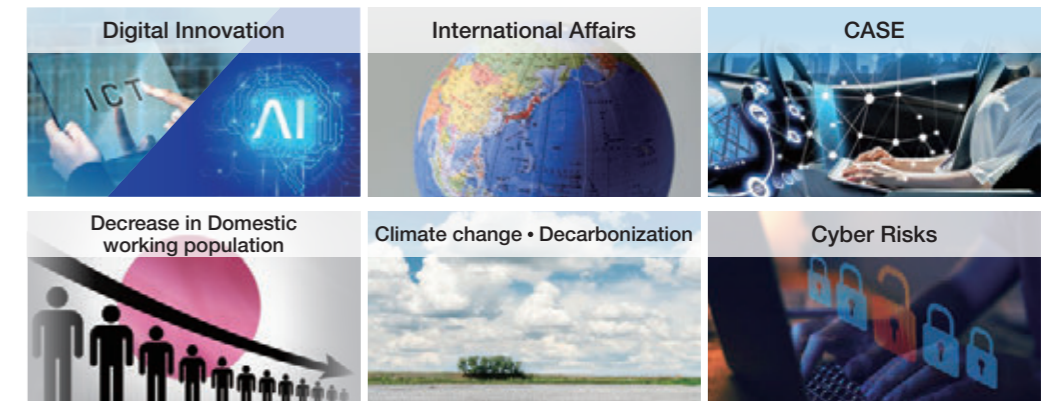 Digital Innovation
International Affairs
CASE
ICT
AI
Decrease in Domestic
working population
Climate change • Decarbonization
Cyber Risks